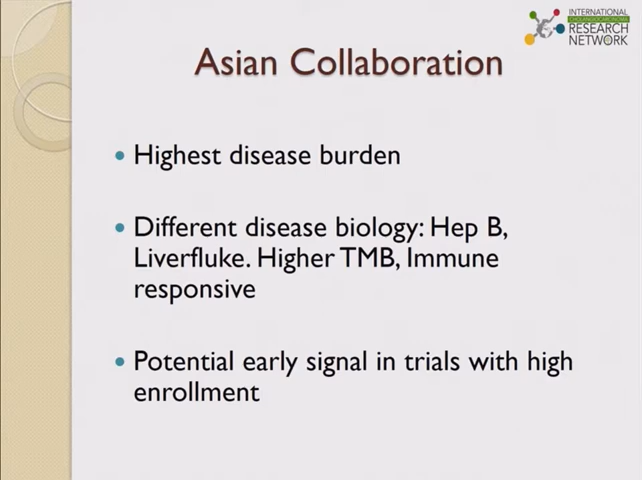 INTERNATIONAL
CHOLANGIOCARCINOMA
RESEARCH
NETWORK
Asian Collaboration
• Highest disease burden
• Different disease biology: Hep B,
Liverfluke. Higher TMB, Immune
responsive
• Potential early signal in trials with high
enrollment